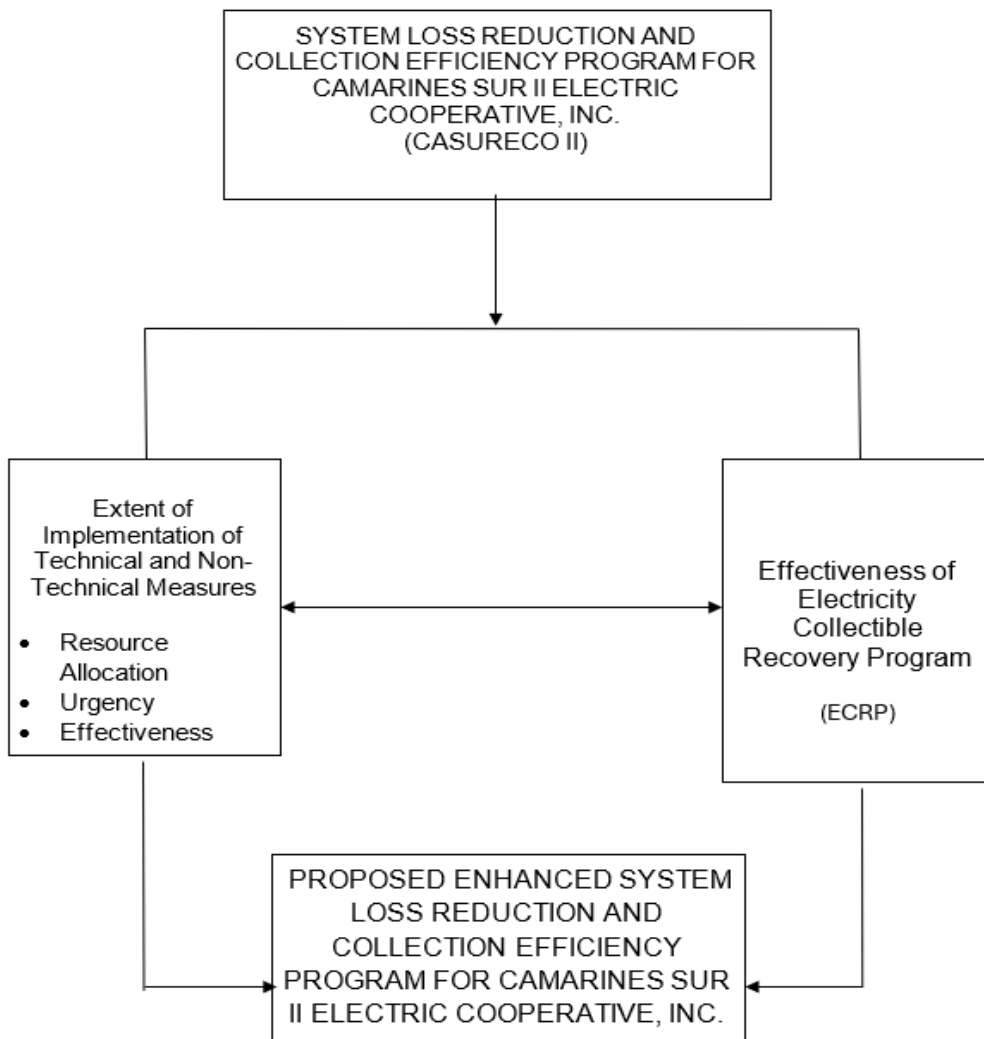 SYSTEM LOSS REDUCTION AND
COLLECTION EFFICIENCY PROGRAM FOR
CAMARINES SUR II ELECTRIC
COOPERATIVE, INC.
(CASURECO II)
Extent of
Implementation of
Technical and Non-
Technical Measures
• Resource
Allocation
• Urgency
• Effectiveness
Effectiveness of
Electricity
Collectible
Recovery Program
(ECRP)
PROPOSED ENHANCED SYSTEM
LOSS REDUCTION AND
COLLECTION EFFICIENCY
PROGRAM FOR CAMARINES SUR
II ELECTRIC COOPERATIVE, INC.